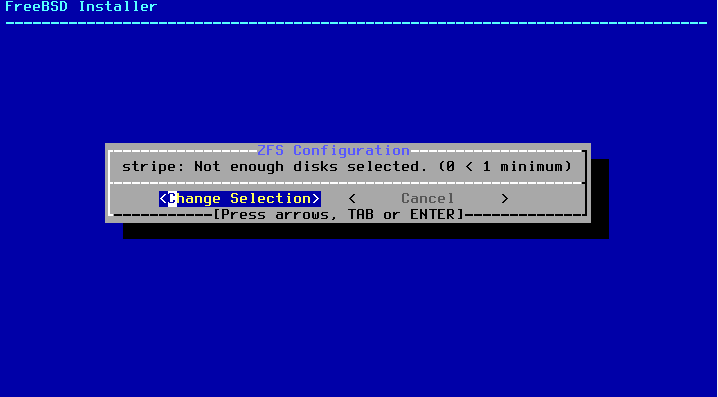 FreeBSD Installer
ZFS Configuration
stripe: Not enough disks selected. (0 < 1 minimum)
<Change Selection> < Cancel >
[Press arrows, TAB or ENTER]